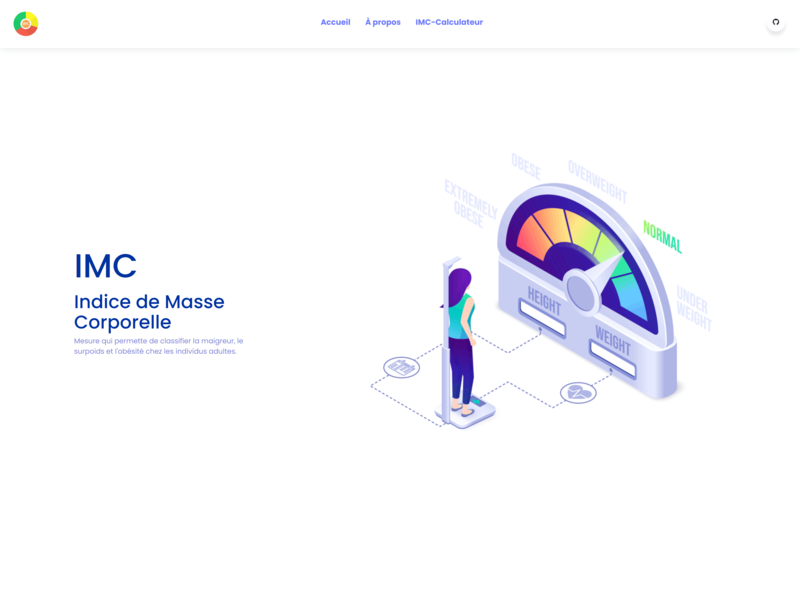 Accueil
À propos
IMC-Calculateur
OBESE
OVERWEIGHT
EXTREMELY
OBESE
NORMAL
UNDER
WEIGHT
HEIGHT
WEIGHT
IMC
Indice de Masse
Corporelle
Mesure qui permette de classifier la maigreur, le
surpoids et l'obésité chez les individus adultes.